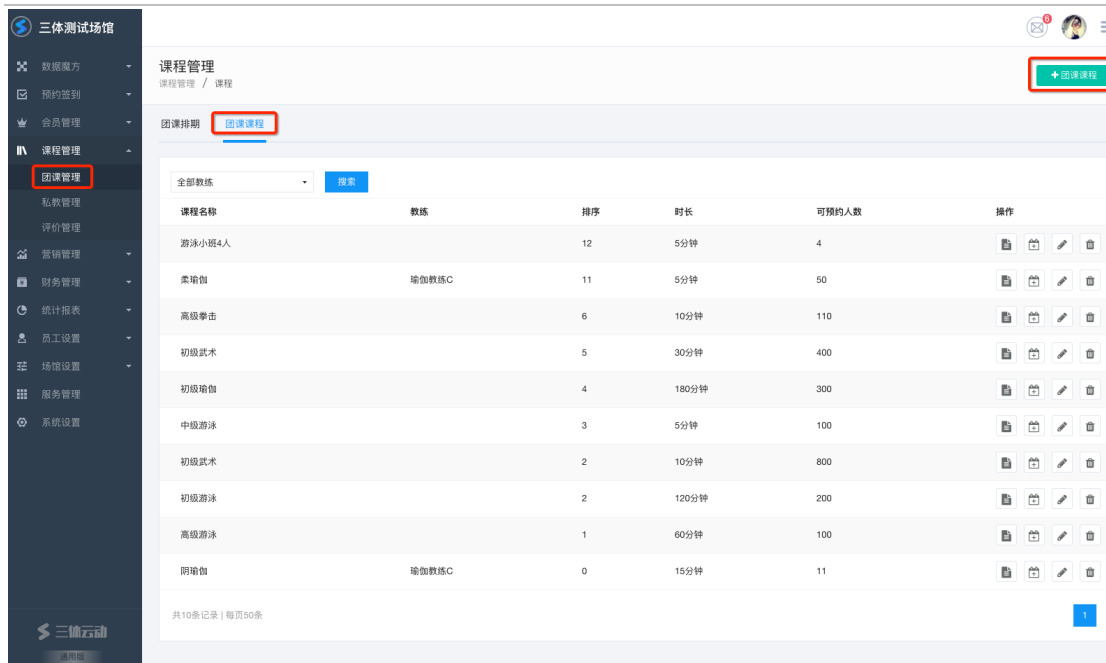 三体测试场馆
6
数据魔方
预约签到
会员管理
课程管理
团课管理
私教管理
评价管理
营销管理
财务管理
统计报表
员工设置
场馆设置
服务管理
系统设置
三体云动
通用版
课程管理
课程管理 / 课程
+团课课程
团课排期 团课课程
全部教练 搜索
课程名称 教练 排序 时长 可预约人数 操作
游泳小班4人 12 5分钟 4
柔瑜伽 瑜伽教练C 11 5分钟 50
高级拳击 6 10分钟 110
初级武术 5 30分钟 400
初级瑜伽 4 180分钟 300
中级游泳 3 5分钟 100
初级武术 2 10分钟 800
初级游泳 2 120分钟 200
高级游泳 1 60分钟 100
阴瑜伽 瑜伽教练C 0 15分钟 11
共10条记录 | 每页50条 1